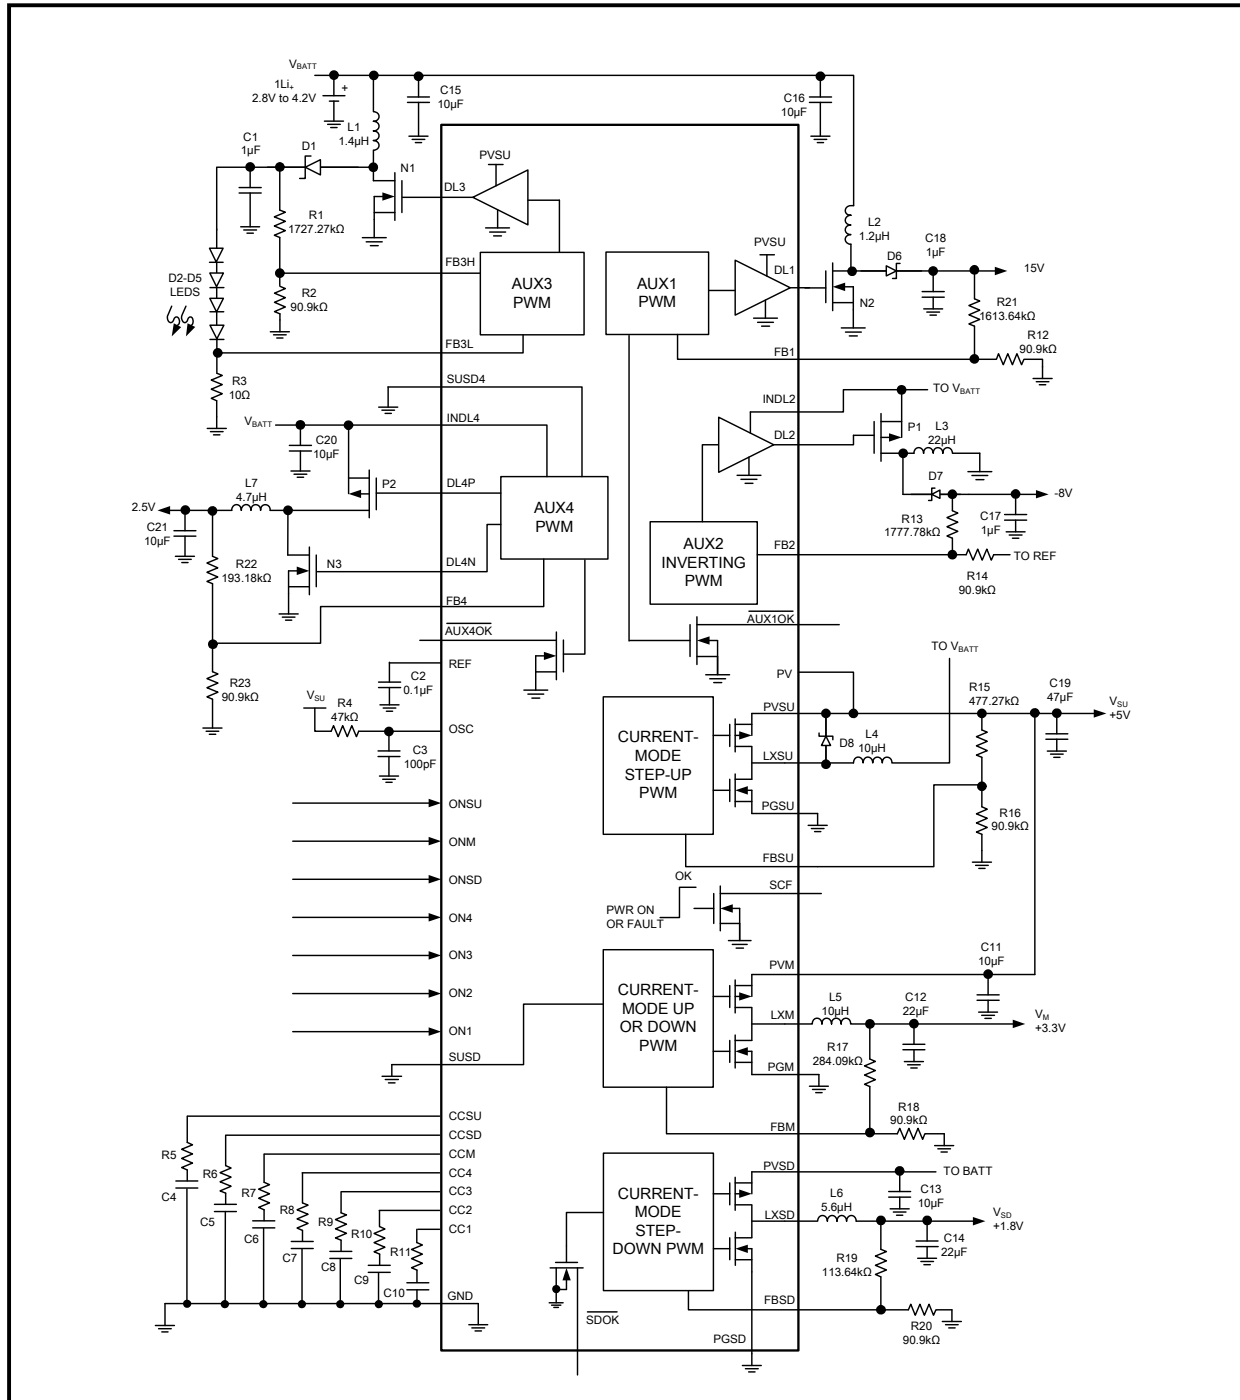 VBATT
1Li+
2.8V to 4.2V
+
C15
10µF
C16
10µF
L1
1.4µH
C1
1µF
D1
N1
DL3
PVSU
R1
1727.27kΩ
FB3H
AUX3
PWM
D2-D5
LEDS
R2
90.9kΩ
FB3L
R3
10Ω
AUX1
PWM
PVSU
DL1
L2
1.2µH
D6
C18
1µF
15V
N2
R21
1613.64kΩ
R12
90.9kΩ
FB1
SUSD4
VBATT
INDL4
C20
10µF
L7
4.7µH
P2
DL4P
AUX4
PWM
2.5V
C21
10µF
R22
193.18kΩ
N3
DL4N
FB4
AUX4OK
R23
90.9kΩ
INDL2
TO VBATT
DL2
P1
L3
22µH
D7
-8V
R13
1777.78kΩ
C17
1µF
AUX2
INVERTING
PWM
FB2
TO REF
R14
90.9kΩ
AUX1OK
REF
C2
0.1µF
VSU
R4
47kΩ
OSC
C3
100pF
TO VBATT
PV
R15
477.27kΩ
C19
47µF
VSU
+5V
PVSU
CURRENT-
MODE
STEP-UP
PWM
D8
L4
10µH
LXSU
PGSU
R16
90.9kΩ
FBSU
ONSU
ONM
ONSD
ON4
ON3
ON2
ON1
SUSD
OK
SCF
PWR ON
OR FAULT
C11
10µF
PVM
CURRENT-
MODE UP
OR DOWN
PWM
LXM
L5
10µH
C12
22µF
VM
+3.3V
R17
284.09kΩ
PGM
R18
90.9kΩ
FBM
CCSU
CCSD
CCM
CC4
CC3
CC2
CC1
GND
R5
C4
R6
C5
R7
C6
R8
C7
R9
C8
R10
C9
R11
C10
PVSD
TO BATT
C13
10µF
CURRENT-
MODE
STEP-
DOWN PWM
LXSD
L6
5.6µH
VSD
+1.8V
C14
22µF
R19
113.64kΩ
FBSD
R20
90.9kΩ
SDOK
PGSD